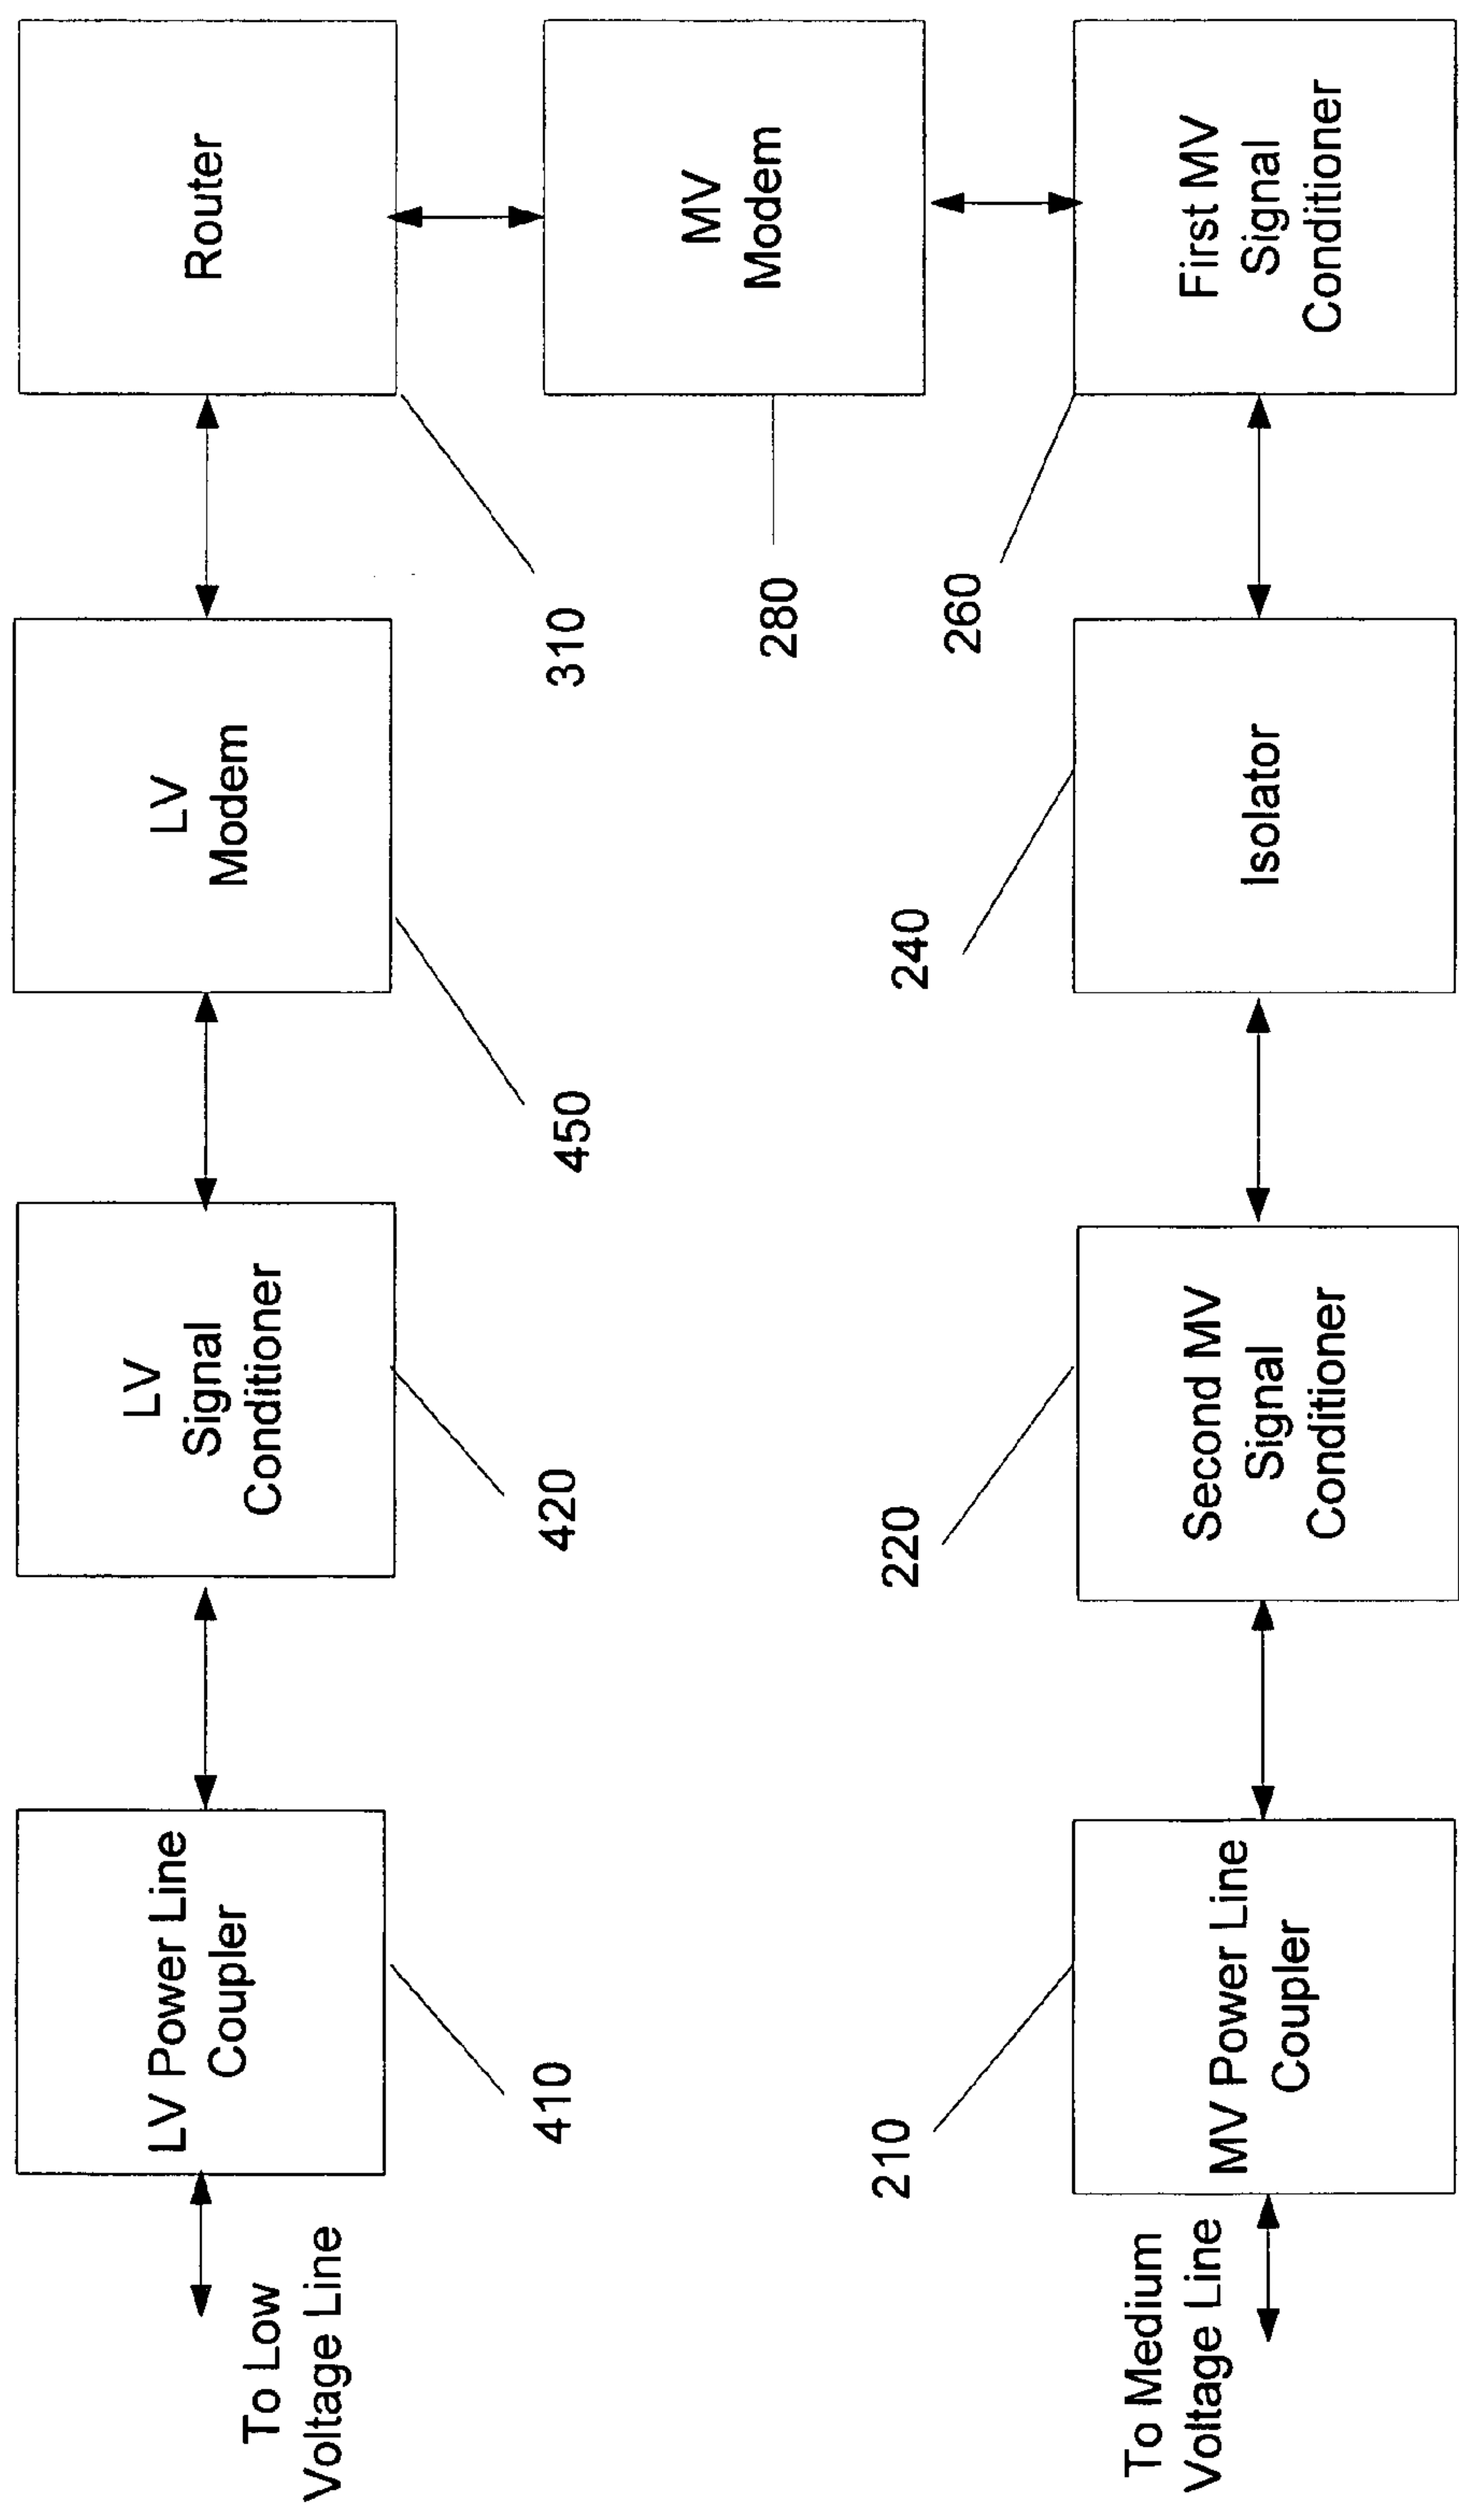 To Low
Voltage Line
LV Power Line
Coupler
410
LV
Signal
Conditioner
420
LV
Modem
450
Router
310
MV
Modem
280
To Medium
Voltage Line
MV Power Line
Coupler
210
Second MV
Signal
Conditioner
220
Isolator
240
First MV
Signal
Conditioner
260